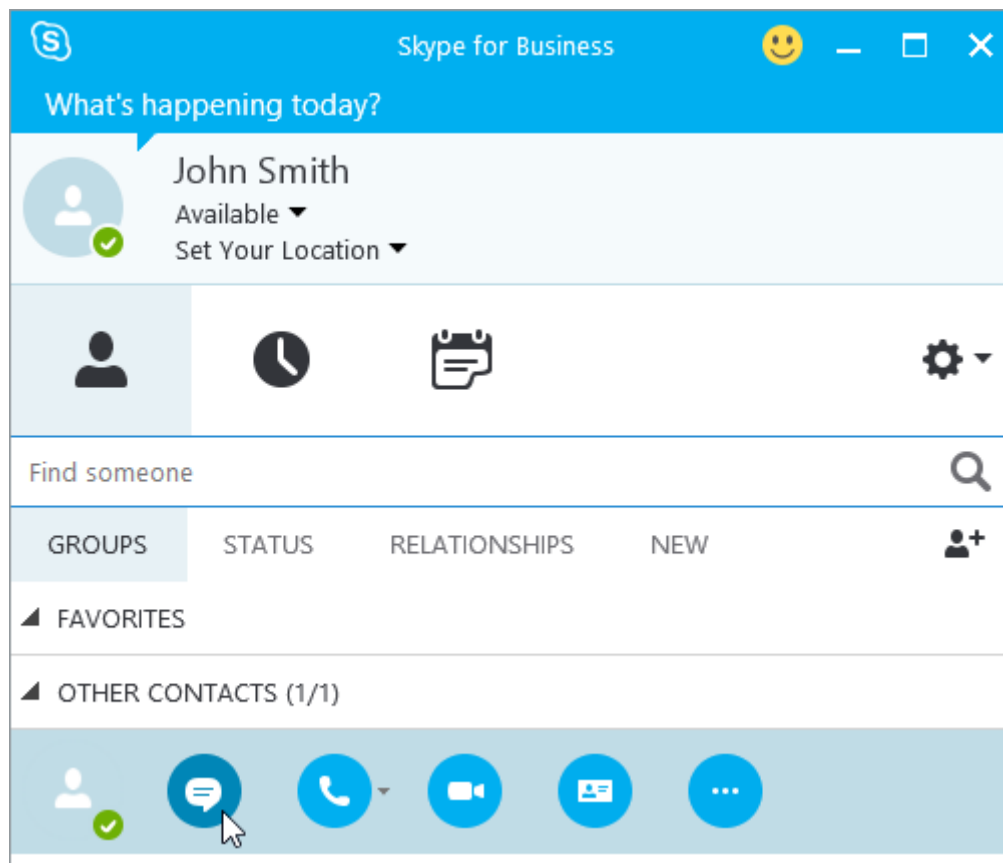 Skype for Business
What's happening today?
John Smith
Available
Set Your Location
Find someone
GROUPS STATUS RELATIONSHIPS NEW
FAVORITES
OTHER CONTACTS (1/1)